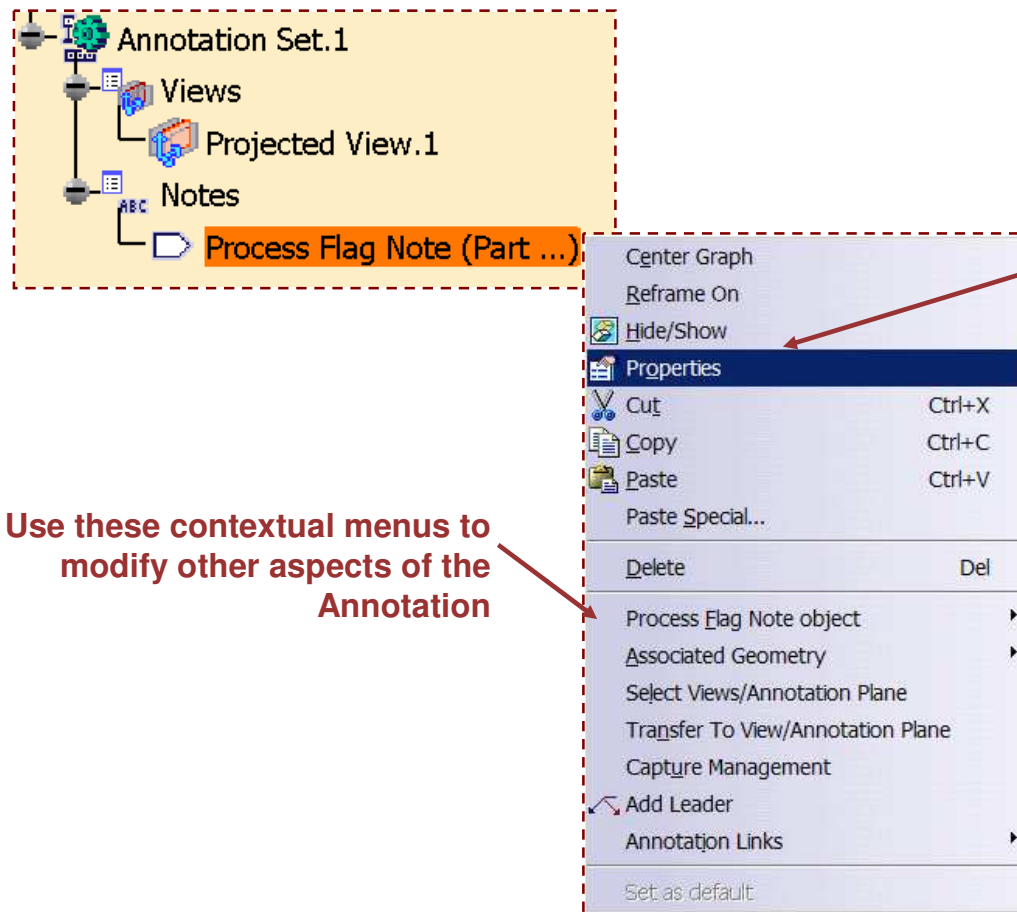 Annotation Set.1
Views
Projected View.1
ABC Notes
Process Flag Note (Part ...)
Center Graph
Reframe On
Hide/Show
Properties
Cut Ctrl+X
Copy Ctrl+C
Paste Ctrl+V
Paste Special...
Delete Del
Process Flag Note object
Associated Geometry
Select Views/Annotation Plane
Transfer To View/Annotation Plane
Capture Management
Add Leader
Annotation Links
Set as default
Use these contextual menus to
modify other aspects of the
Annotation